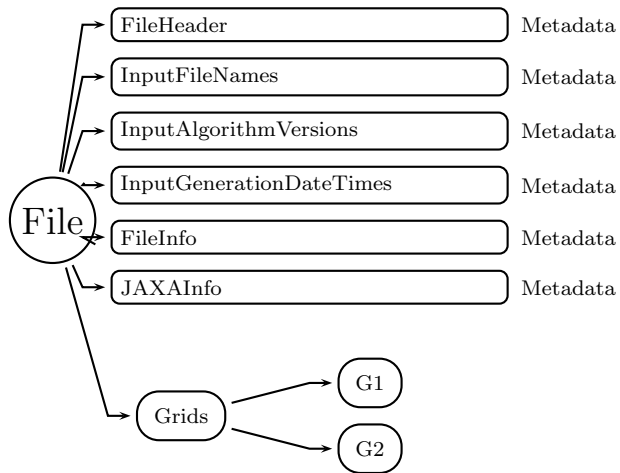 FileHeader Metadata
InputFileNames Metadata
InputAlgorithmVersions Metadata
InputGenerationDateTimes Metadata
File
FileInfo Metadata
JAXAInfo Metadata
G1
Grids
G2